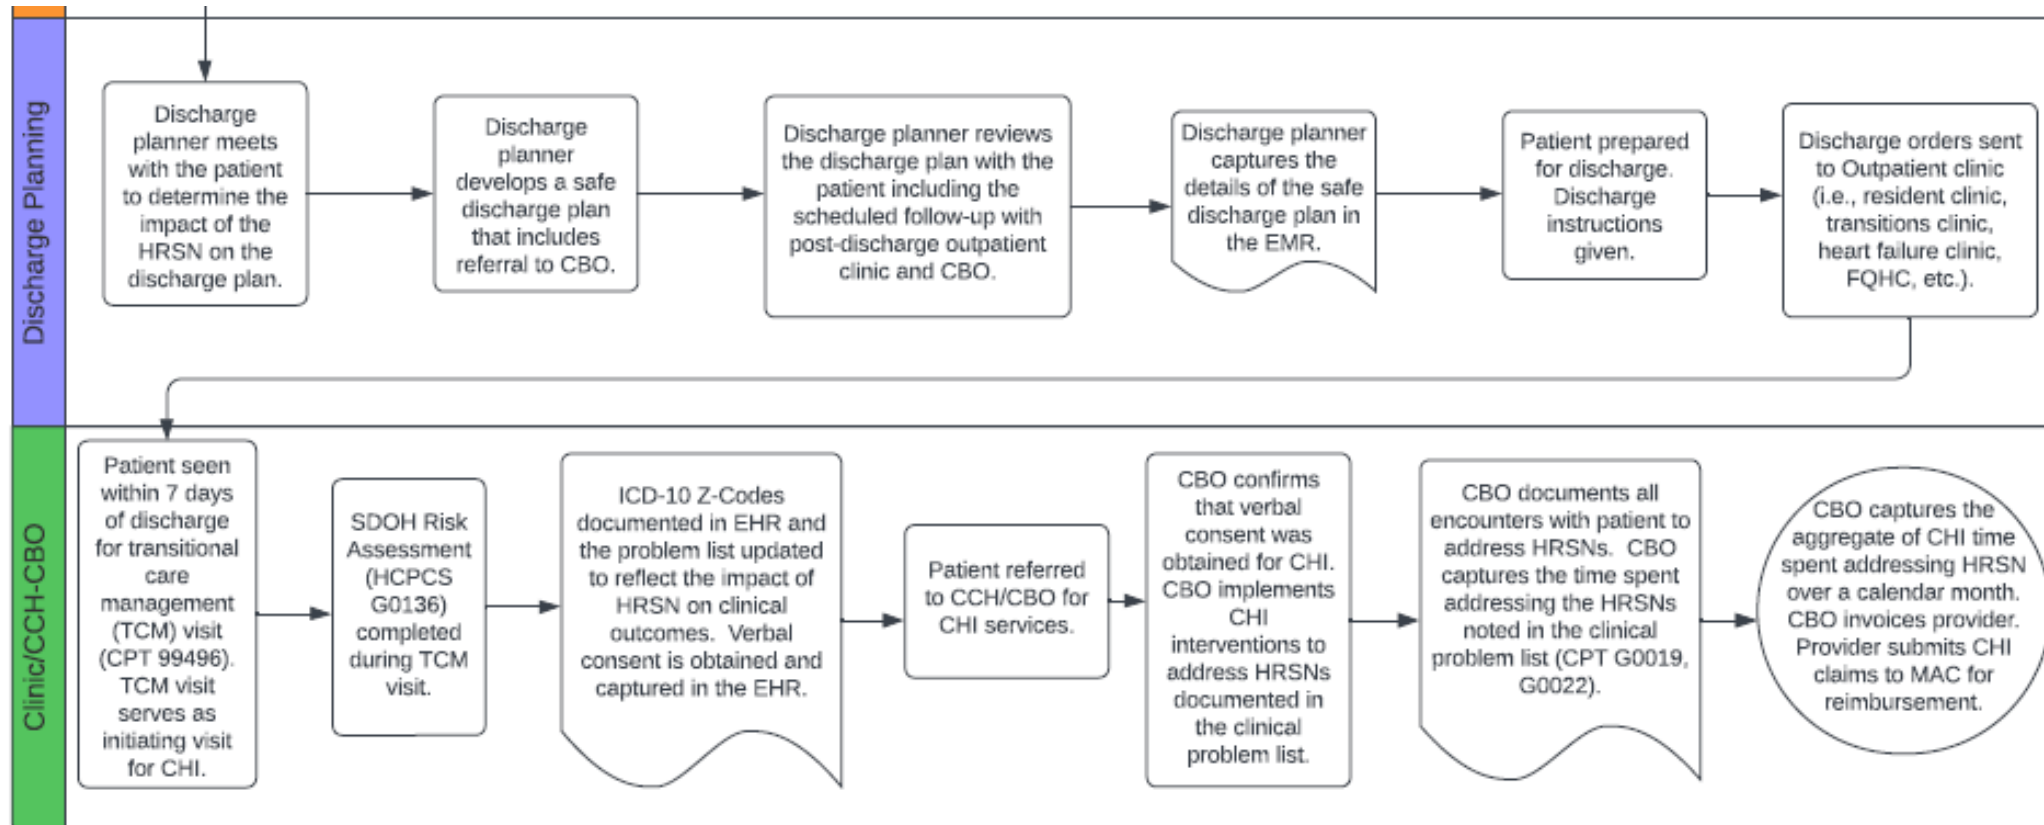 Discharge Planning
Discharge
planner meets
with the patient
to determine the
impact of the
HRSN on the
discharge plan.
Discharge
planner
develops a safe
discharge plan
that includes
referral to CBO.
Discharge planner reviews
the discharge plan with the
patient including the
scheduled follow-up with
post-discharge outpatient
clinic and CBO.
Discharge planner
captures the
details of the safe
discharge plan in
the EMR.
Patient prepared
for discharge.
Discharge
instructions
given.
Discharge orders sent
to Outpatient clinic
(i.e., resident clinic,
transitions clinic,
heart failure clinic,
FQHC, etc.).
Clinic/CCH-CBO
Patient seen
within 7 days
of discharge
for transitional
care
management
(TCM) visit
(CPT 99496).
TCM visit
serves as
initiating visit
for CHI.
SDOH Risk
Assessment
(HCPCS
G0136)
completed
during TCM
visit.
ICD-10 Z-Codes
documented in EHR and
the problem list updated
to reflect the impact of
HRSN on clinical
outcomes. Verbal
consent is obtained and
captured in the EHR.
Patient referred
to CCH/CBO for
CHI services.
CBO confirms
that verbal
consent was
obtained for CHI.
CBO implements
CHI
interventions to
address HRSNs
documented in
the clinical
problem list.
CBO documents all
encounters with patient to
address HRSNs. CBO
captures the time spent
addressing the HRSNs
noted in the clinical
problem list (CPT G0019,
G0022).
CBO captures the
aggregate of CHI time
spent addressing HRSN
over a calendar month.
CBO invoices provider.
Provider submits CHI
claims to MAC for
reimbursement.